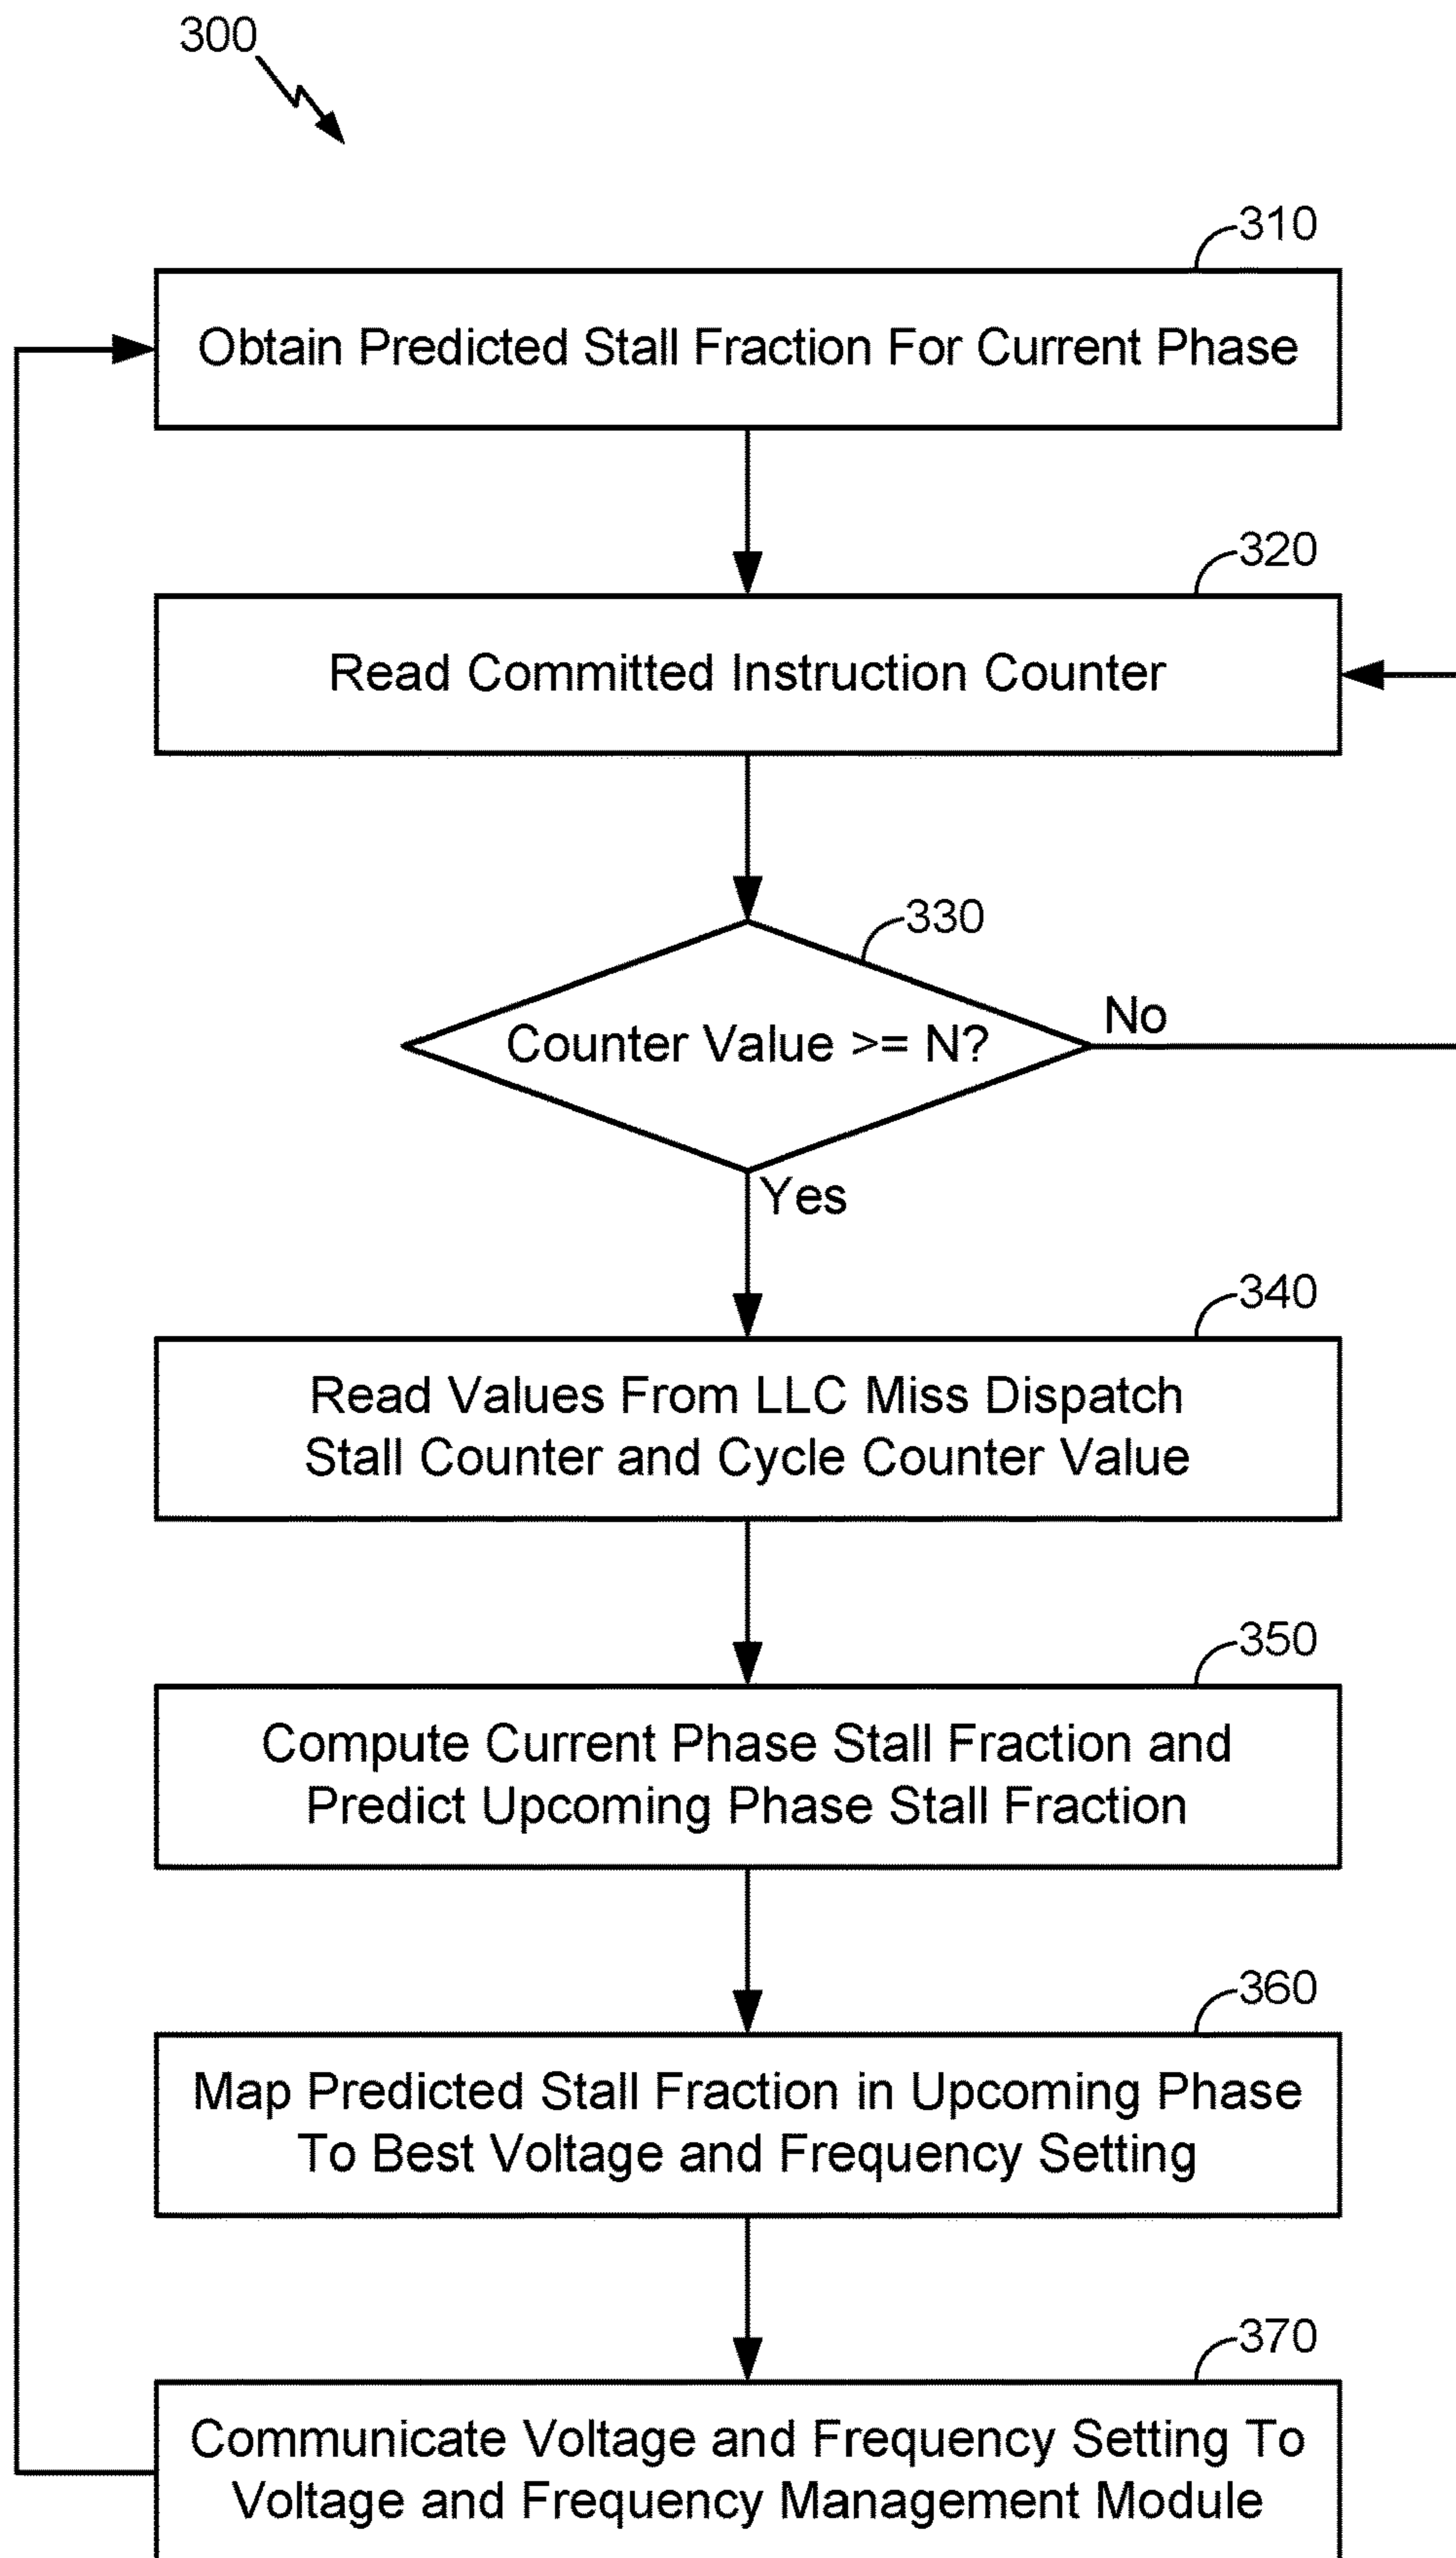 300
310
Obtain Predicted Stall Fraction For Current Phase
320
Read Committed Instruction Counter
330
Counter Value >= N?
No
Yes
340
Read Values From LLC Miss Dispatch
Stall Counter and Cycle Counter Value
350
Compute Current Phase Stall Fraction and
Predict Upcoming Phase Stall Fraction
360
Map Predicted Stall Fraction in Upcoming Phase
To Best Voltage and Frequency Setting
370
Communicate Voltage and Frequency Setting To
Voltage and Frequency Management Module